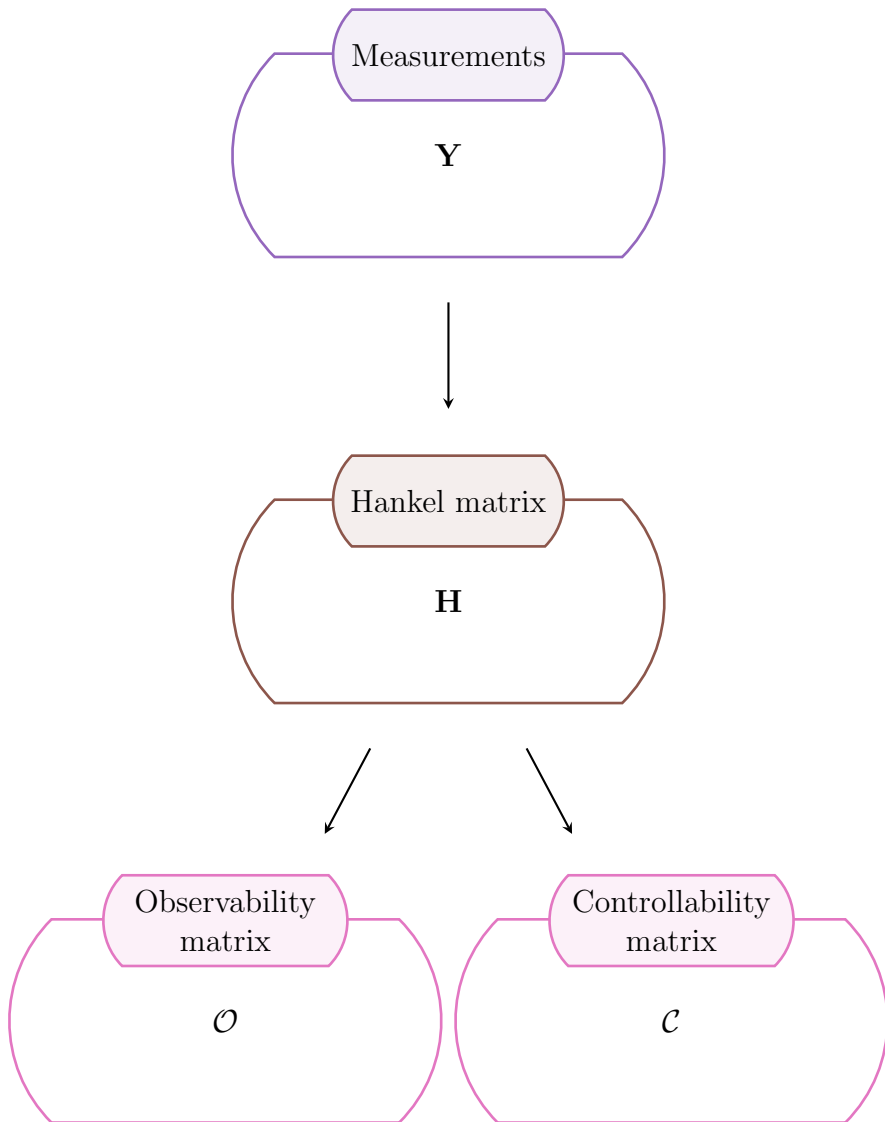 Measurements
Y
Hankel matrix
H
Observability
matrix
𝒪
Controllability
matrix
𝒞